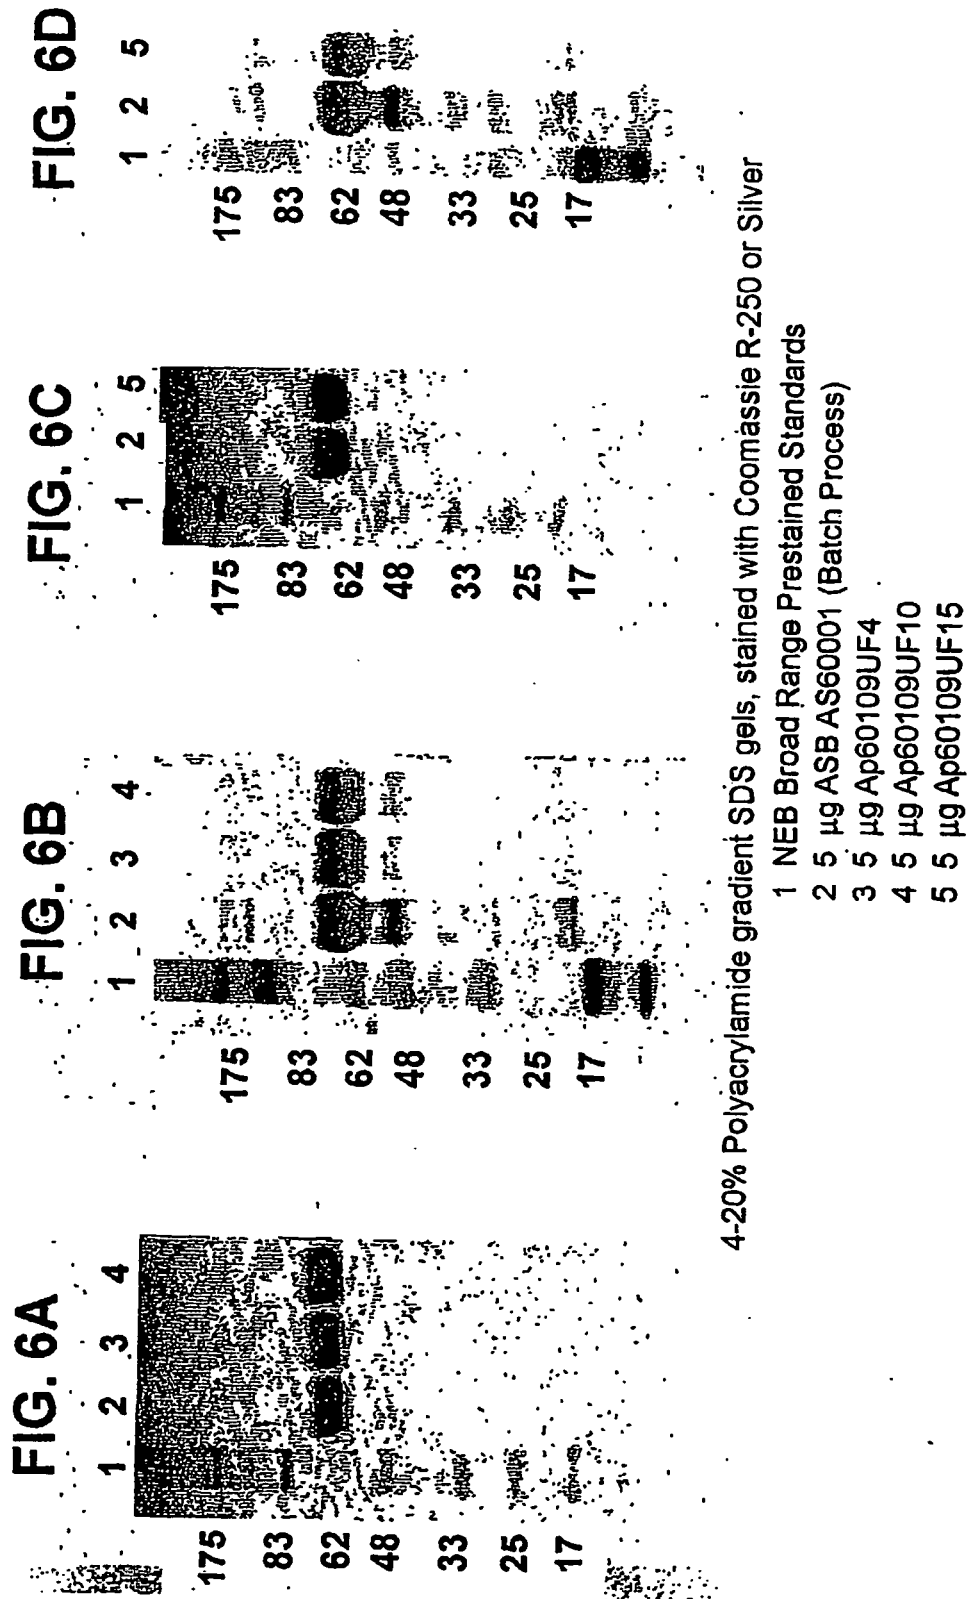 FIG. 6A
1 2 3 4
175
83
62
48
33
25
17
FIG. 6B
1 2 3 4
175
83
62
48
33
25
17
FIG. 6C
1 2 5
175
83
62
48
33
25
17
FIG. 6D
1 2 5
175
83
62
48
33
25
17
4-20% Polyacrylamide gradient SDS gels, stained with Coomassie R-250 or Silver
1 NEB Broad Range Prestained Standards
2 5 µg ASB AS60001 (Batch Process)
3 5 µg Ap60109UF4
4 5 µg Ap60109UF10
5 5 µg Ap60109UF15